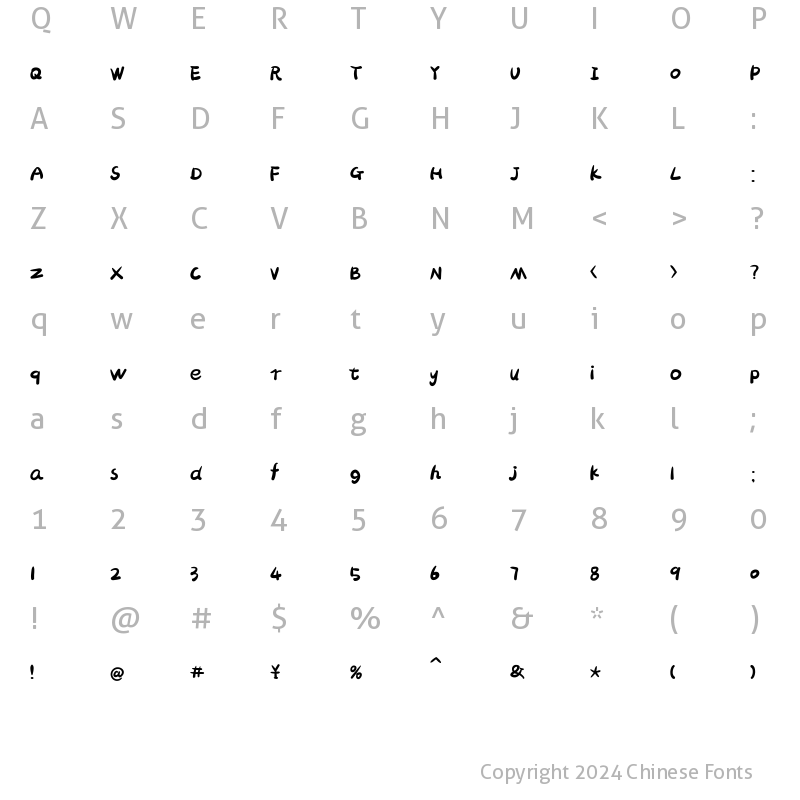 Q W E R T Y U I O P
Q W E R T Y U I O P
A S D F G H J K L :
A S D F G H J K L :
Z X C V B N M < > ?
Z X C V B N M < > ?
q w e r t y u i o p
q w e r t y u i o p
a s d f g h j k l ;
a s d f g h j k l ;
1 2 3 4 5 6 7 8 9 0
1 2 3 4 5 6 7 8 9 0
! @ # $ % ^ & * ( )
! @ # ¥ % ^ & * ( )
Copyright 2024 Chinese Fonts